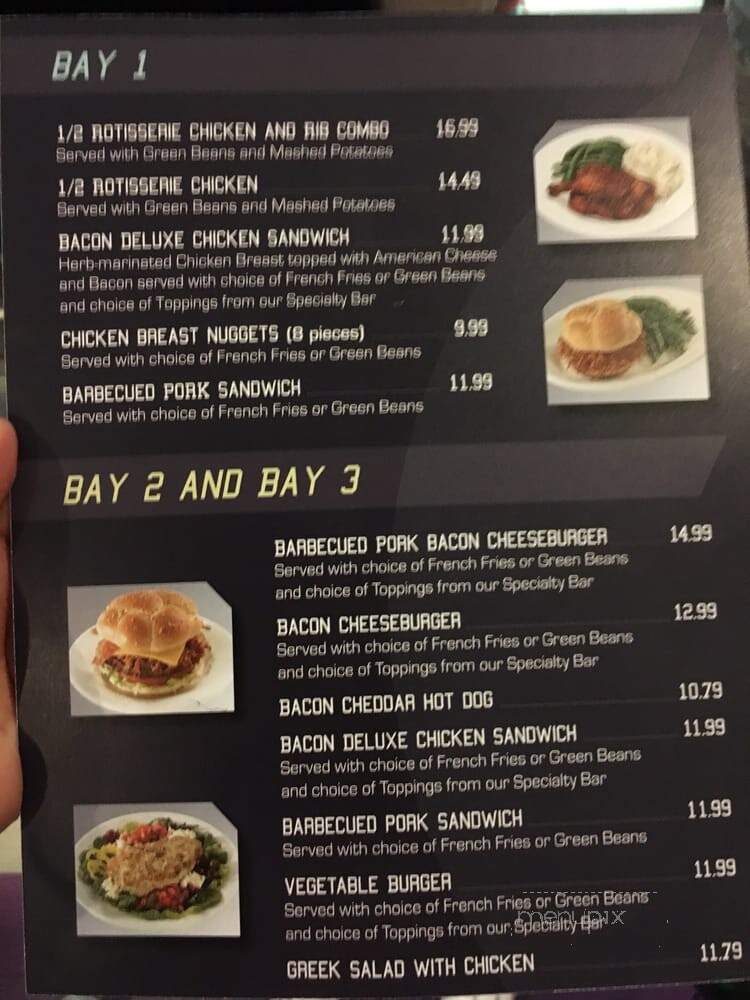 BAY 1
1/2 ROTISSERIE CHICKEN AND RIB COMBO 16.99
Served with Green Beans and Mashed Potatoes
1/2 ROTISSERIE CHICKEN 14.49
Served with Green Beans and Mashed Potatoes
BACON DELUXE CHICKEN SANDWICH 11.99
Herb-marinated Chicken Breast topped with American Cheese
and Bacon served with choice of French Fries or Green Beans
and choice of Toppings from our Specialty Bar
CHICKEN BREAST NUGGETS (8 pieces) 9.99
Served with choice of French Fries or Green Beans
BARBECUED PORK SANDWICH 11.99
Served with choice of French Fries or Green Beans
BAY 2 AND BAY 3
BARBECUED PORK BACON CHEESEBURGER 14.99
Served with choice of French Fries or Green Beans
and choice of Toppings from our Specialty Bar
BACON CHEESEBURGER 12.99
Served with choice of French Fries or Green Beans
and choice of Toppings from our Specialty Bar
BACON CHEDDAR HOT DOG 10.79
BACON DELUXE CHICKEN SANDWICH 11.99
Served with choice of French Fries or Green Beans
and choice of Toppings from our Specialty Bar
BARBECUED PORK SANDWICH 11.99
Served with choice of French Fries or Green Beans
VEGETABLE BURGER 11.99
Served with choice of French Fries or Green Beans
and choice of Toppings from our Specialty Bar
menupix
GREEK SALAD WITH CHICKEN 11.79